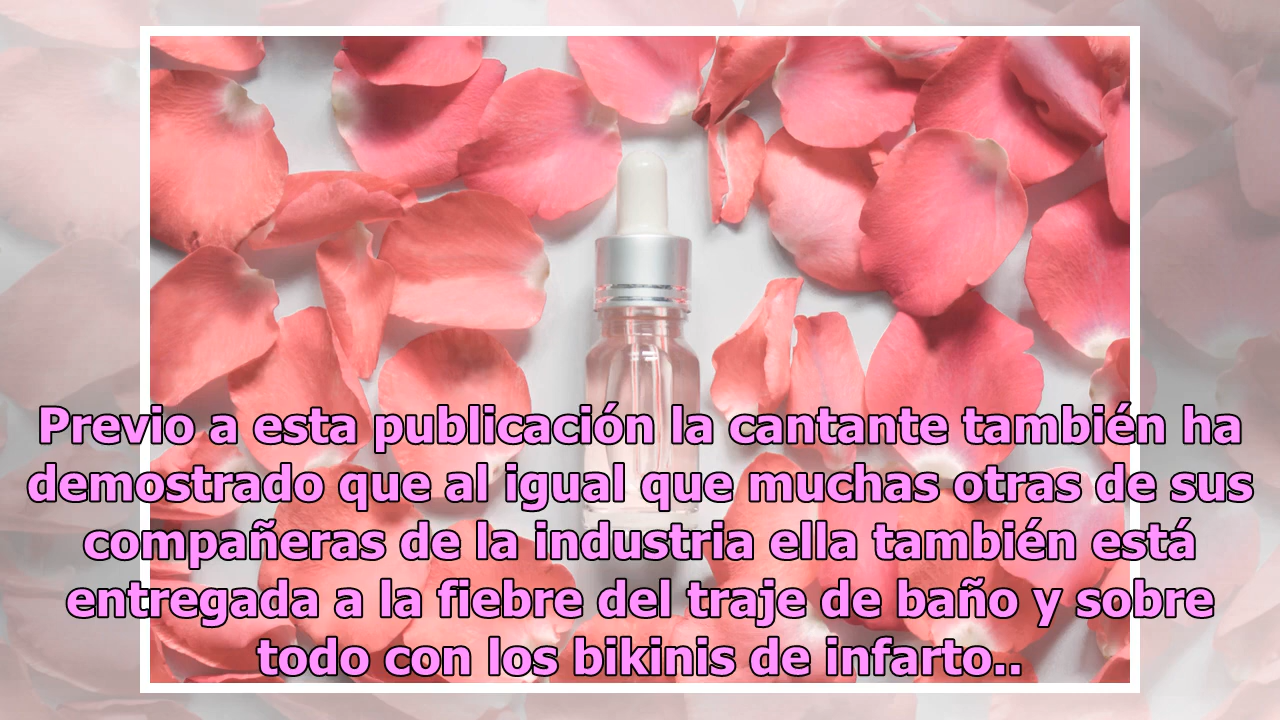 Previo a esta publicación la cantante también ha
demostrado que al igual que muchas otras de sus
compañeras de la industria ella también está
entregada a la fiebre del traje de baño y sobre
todo con los bikinis de infarto..